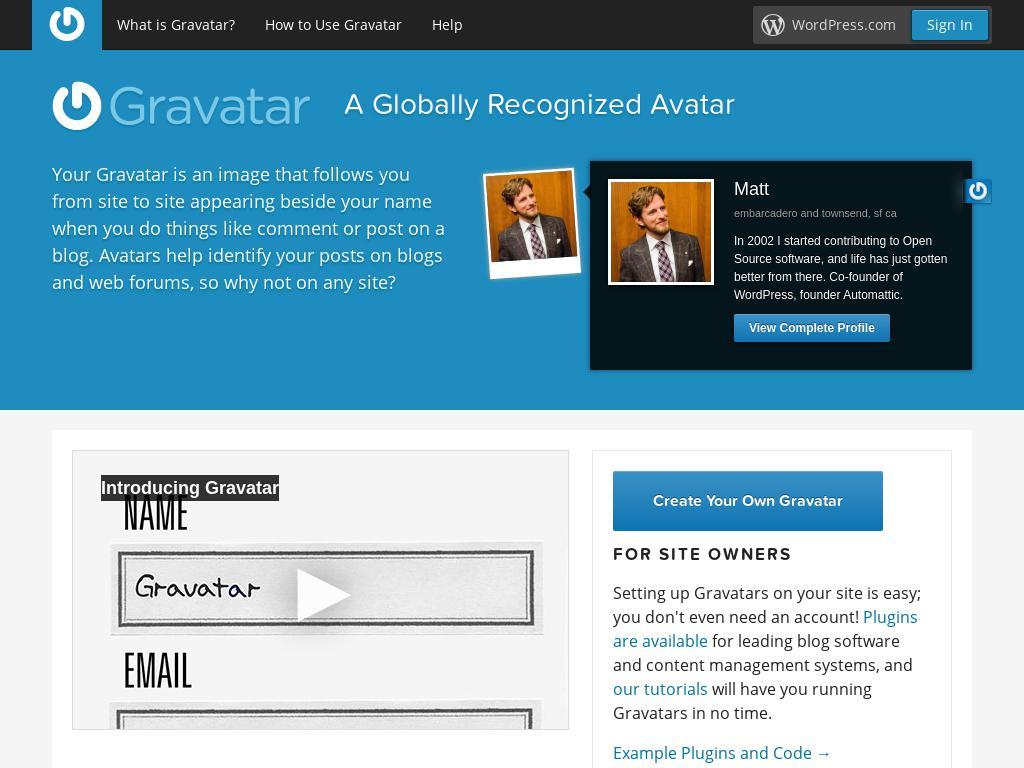 What is Gravatar?
How to Use Gravatar
Help
WordPress.com
Sign In
Gravatar
A Globally Recognized Avatar
Your Gravatar is an image that follows you
from site to site appearing beside your name
when you do things like comment or post on a
blog. Avatars help identify your posts on blogs
and web forums, so why not on any site?
Matt
embarcadero and townsend, sf ca
In 2002 I started contributing to Open
Source software, and life has just gotten
better from there. Co-founder of
WordPress, founder Automattic.
View Complete Profile
Introducing Gravatar
NAME
Gravatar
EMAIL
Create Your Own Gravatar
FOR SITE OWNERS
Setting up Gravatars on your site is easy;
you don't even need an account! Plugins
are available for leading blog software
and content management systems, and
our tutorials will have you running
Gravatars in no time.
Example Plugins and Code →